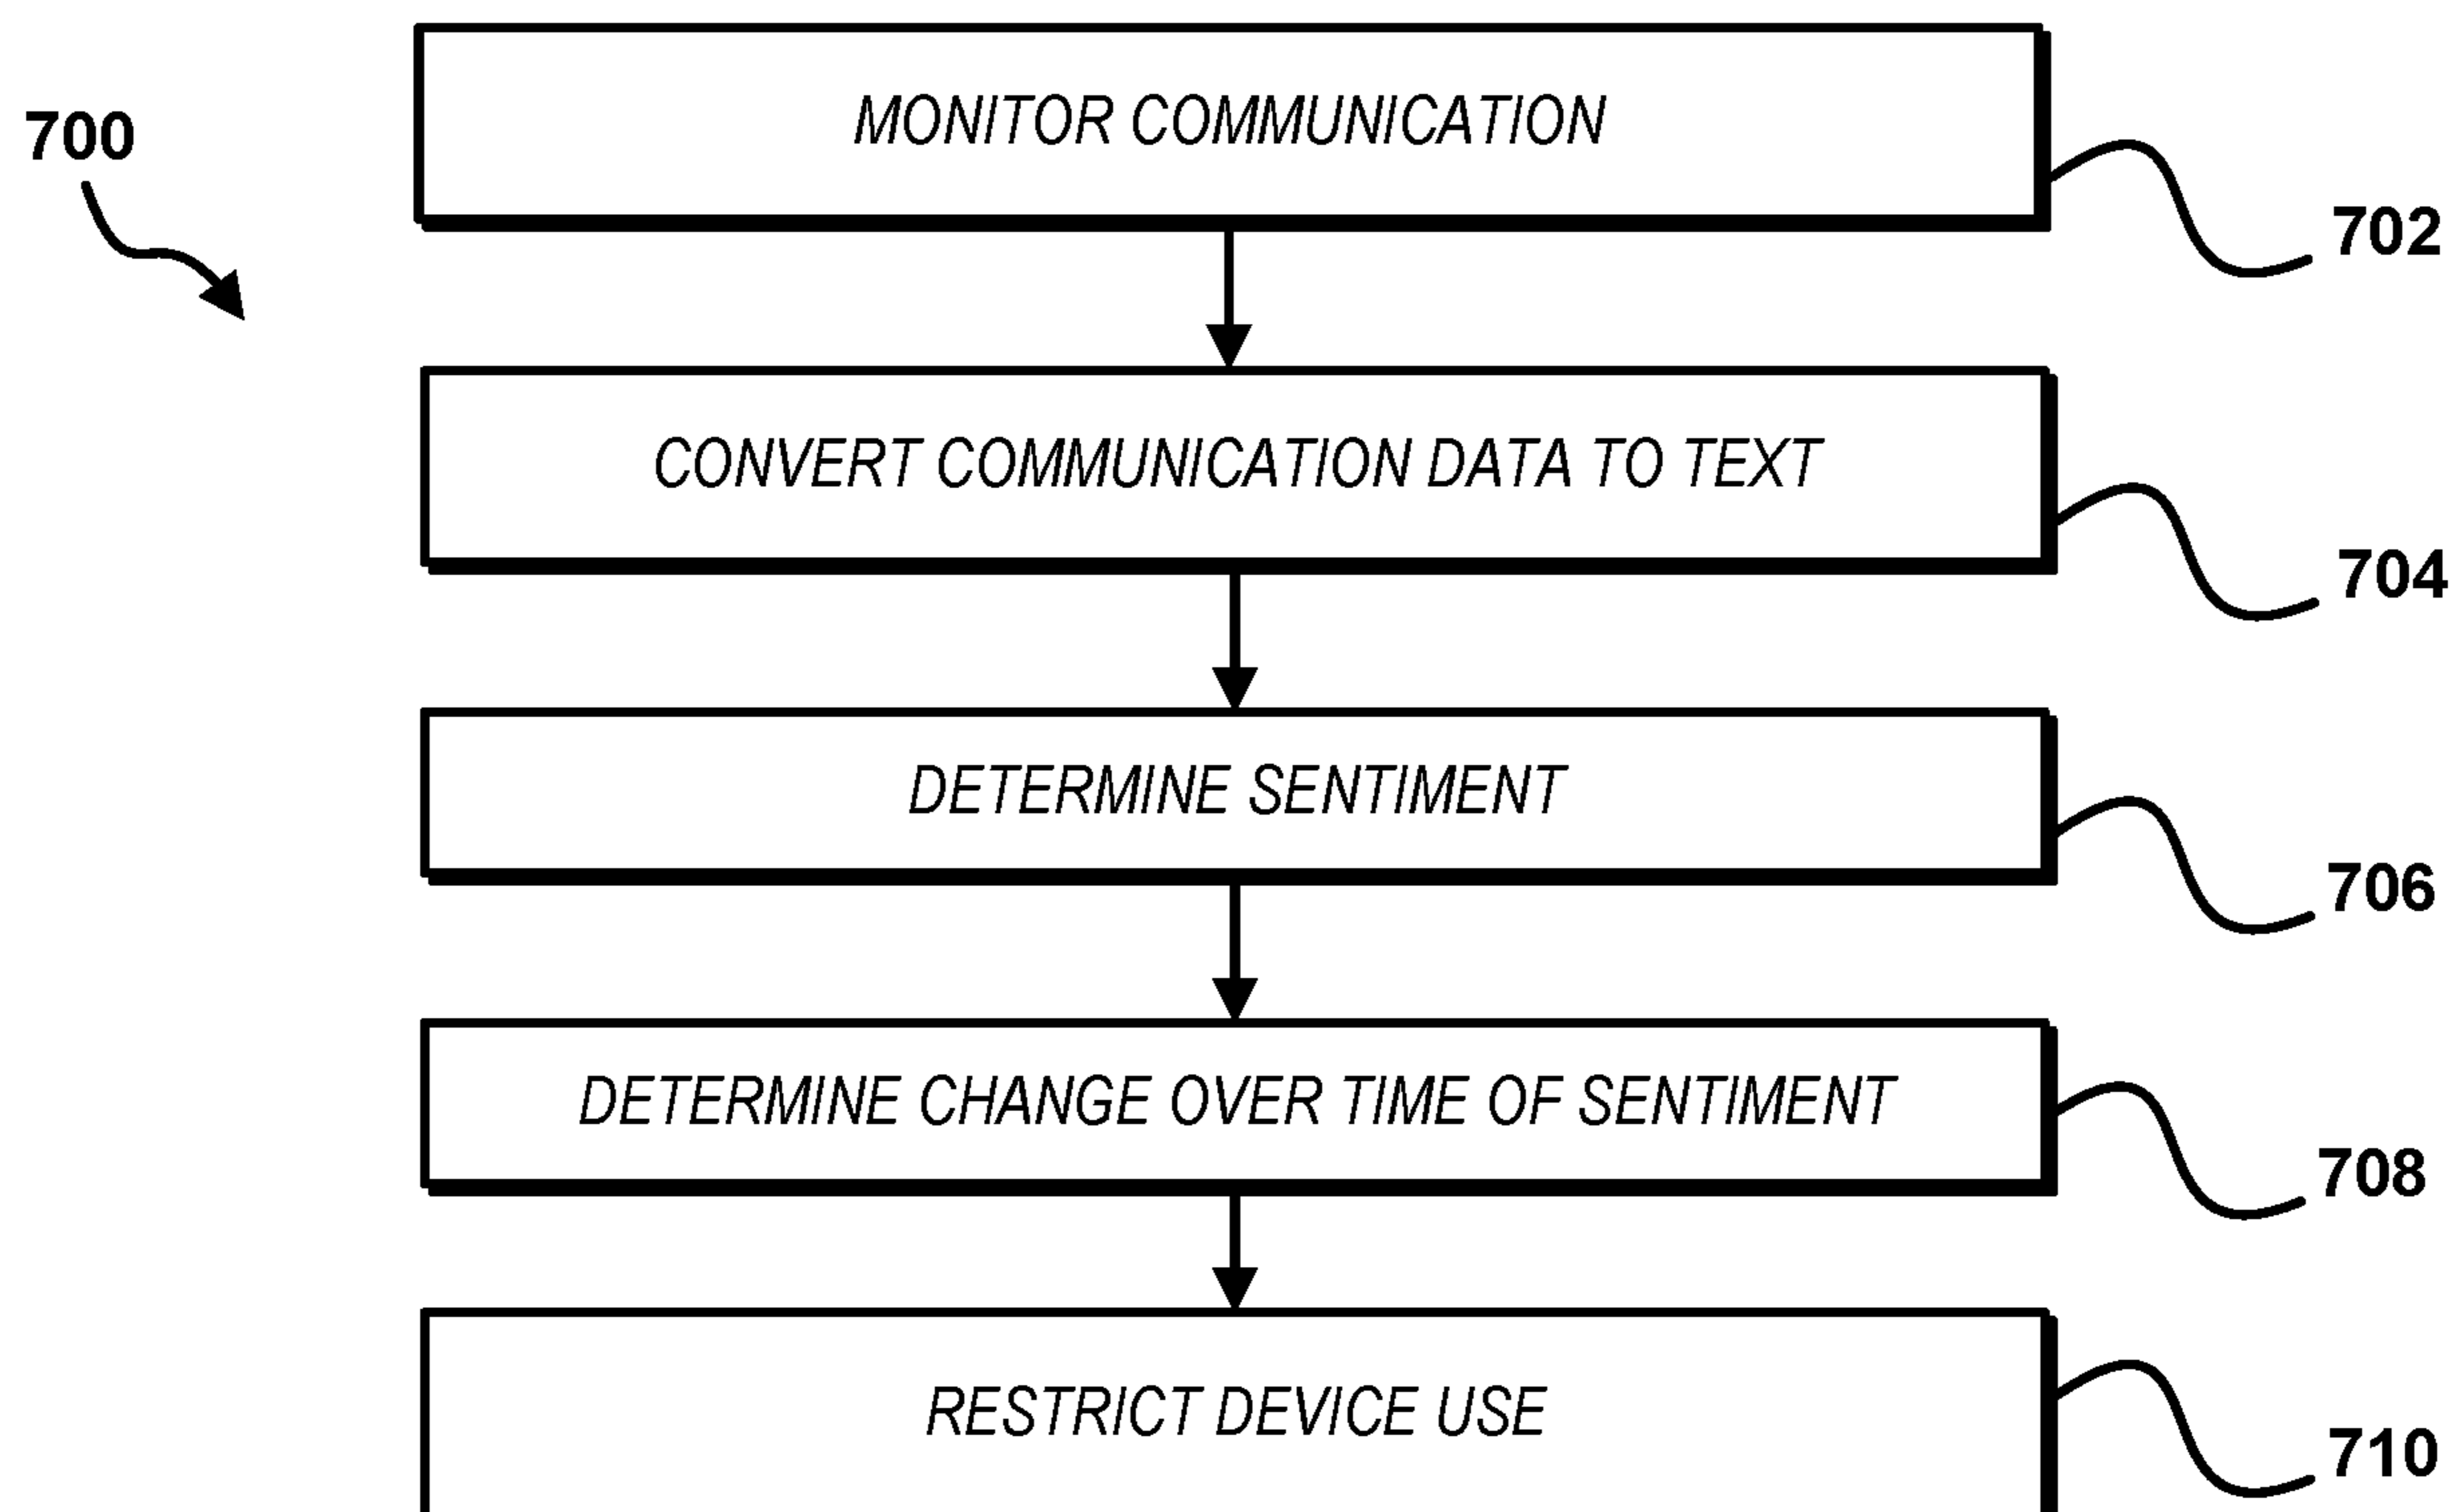 MONITOR COMMUNICATION
700
702
CONVERT COMMUNICATION DATA TO TEXT
704
DETERMINE SENTIMENT
706
DETERMINE CHANGE OVER TIME OF SENTIMENT
708
RESTRICT DEVICE USE
710